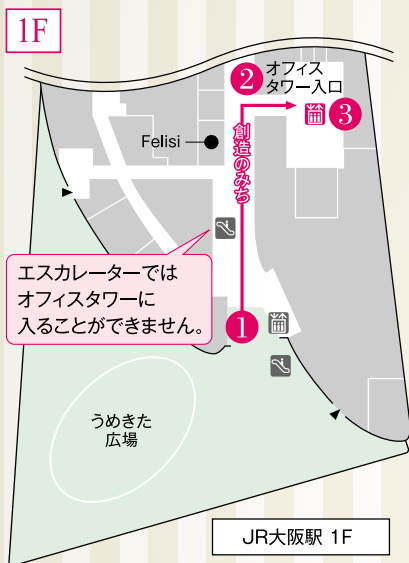 1F
2 オフィス
タワー入口
3
Felisi
創造のみち
エスカレーターでは
オフィスタワーに
入ることができません。
1
うめきた
広場
JR大阪駅 1F